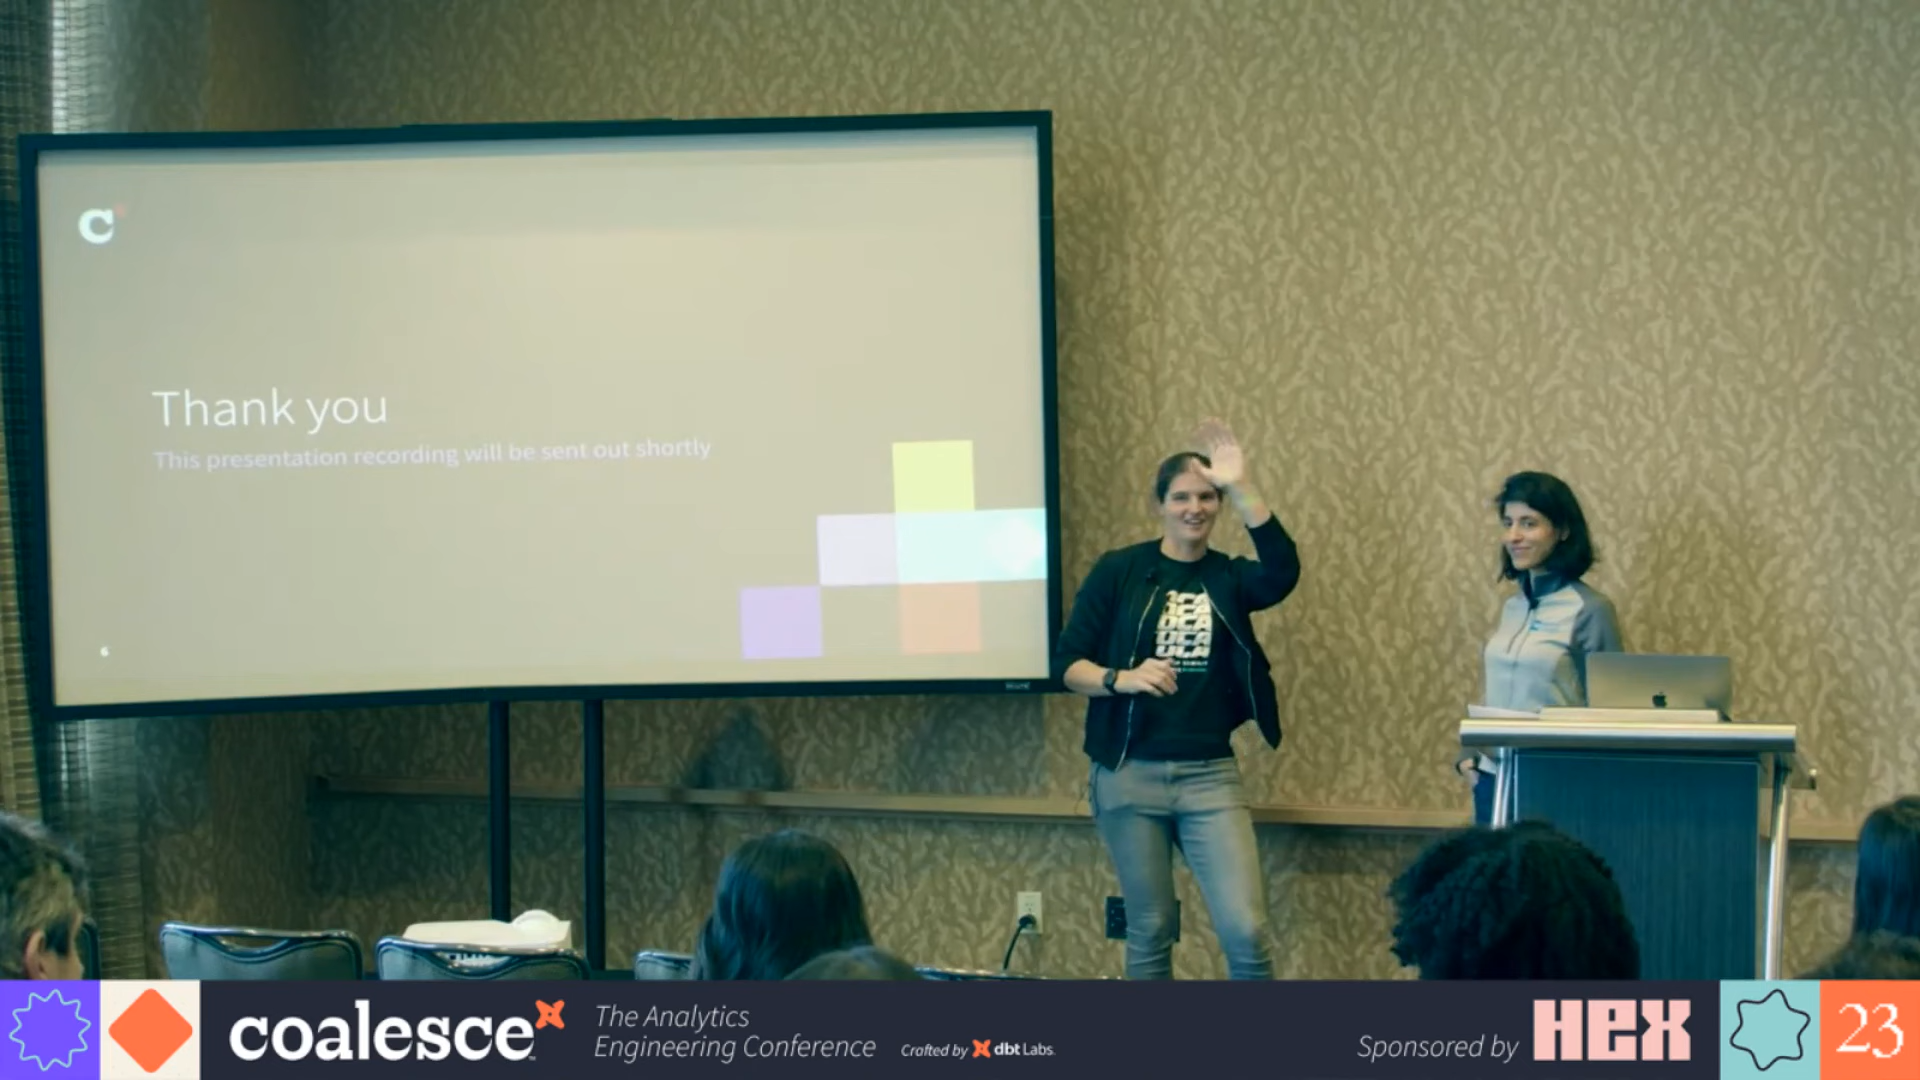 C
Thank you
This presentation recording will be sent out shortly
6
coalesce
The Analytics
Engineering Conference
Crafted by dbt Labs
Sponsored by
HEX
23